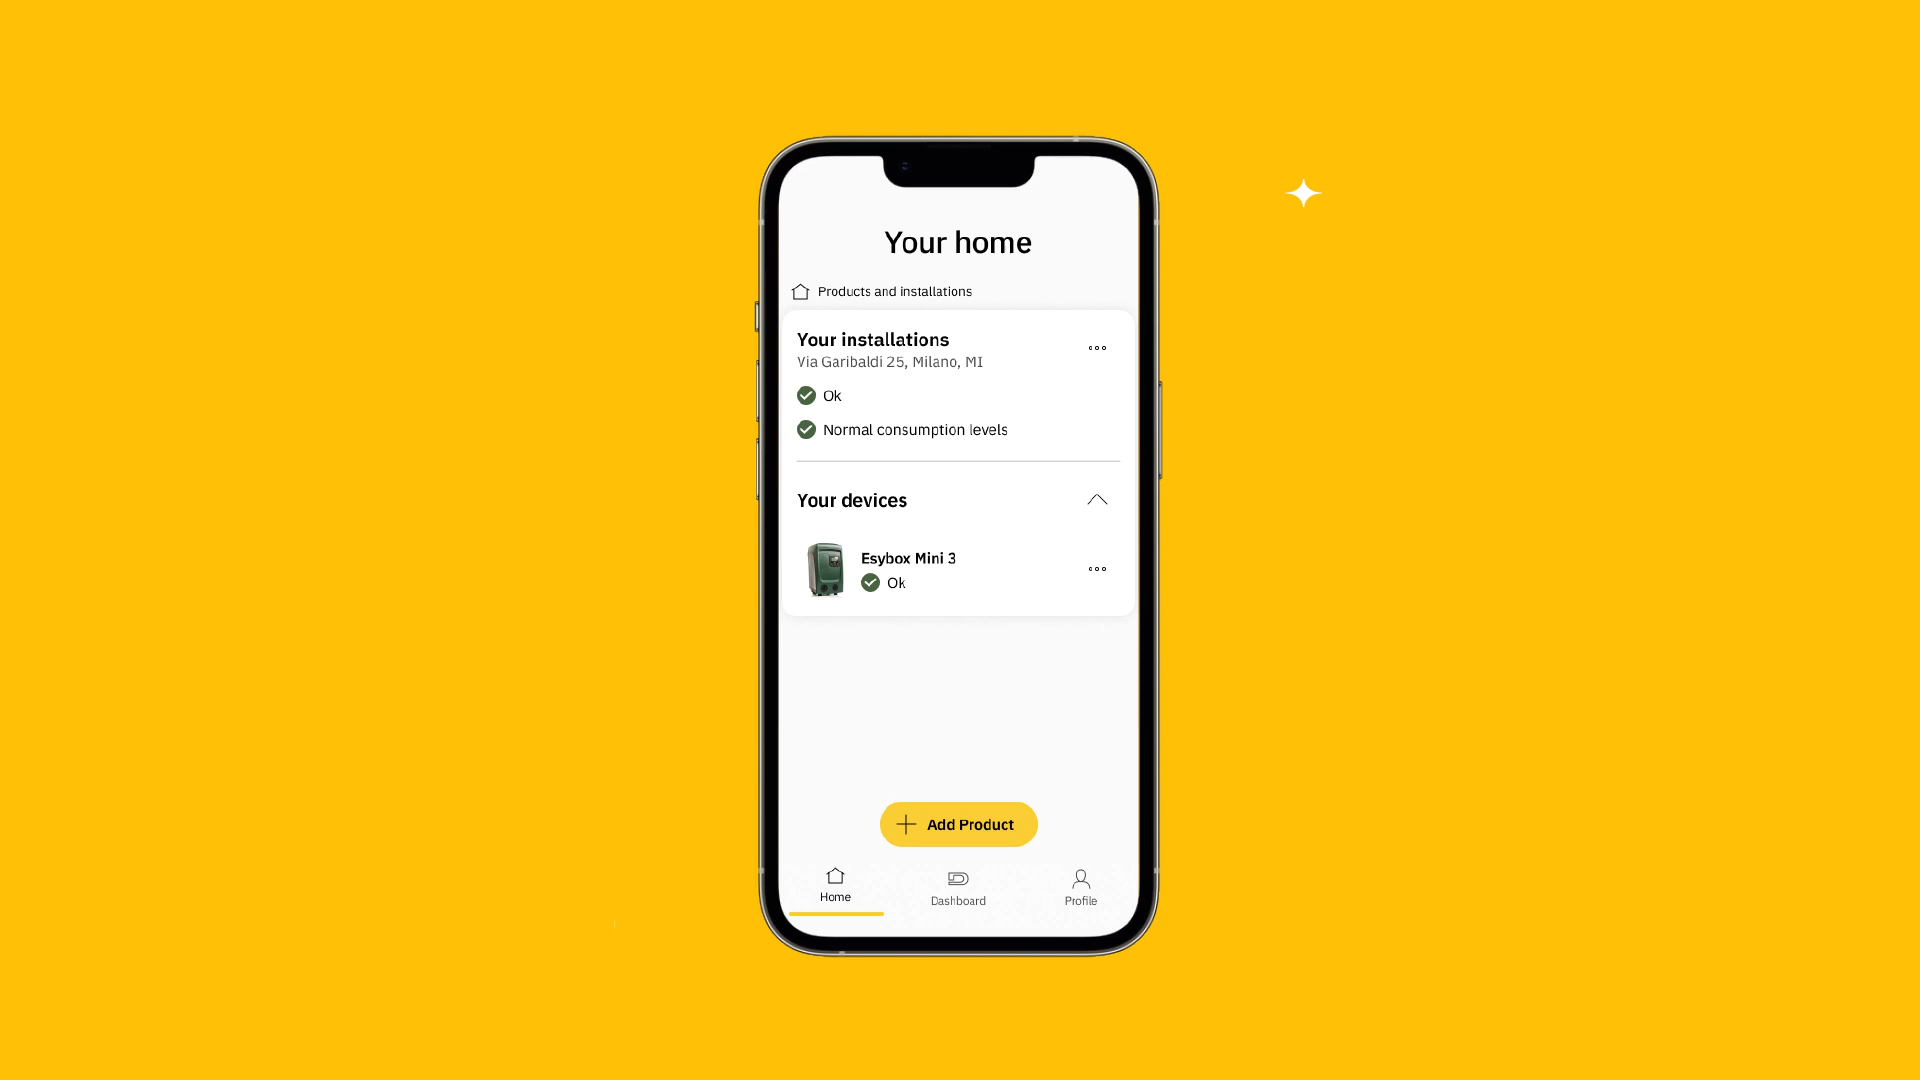 Your home
Products and installations
Your installations
Via Garibaldi 25, Milano, MI
Ok
Normal consumption levels
Your devices
Esybox Mini 3
Ok
Add Product
Home
Dashboard
Profile